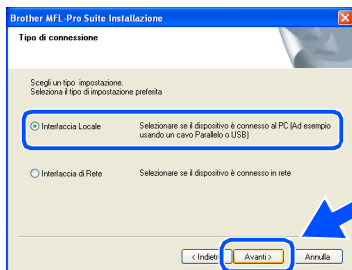 Brother MFL-Pro Suite Installazione
Tipo di connessione
Scegli un tipo impostazione.
Seleziona il tipo di impostazione preferita
Interfaccia Locale
Selezionare se il dispositivo è connesso al PC (Ad esempio
usando un cavo Parallelo o USB)
Interfaccia di Rete
Selezionare se il dispositivo è connesso in rete
< Indietro
Avanti >
Annulla